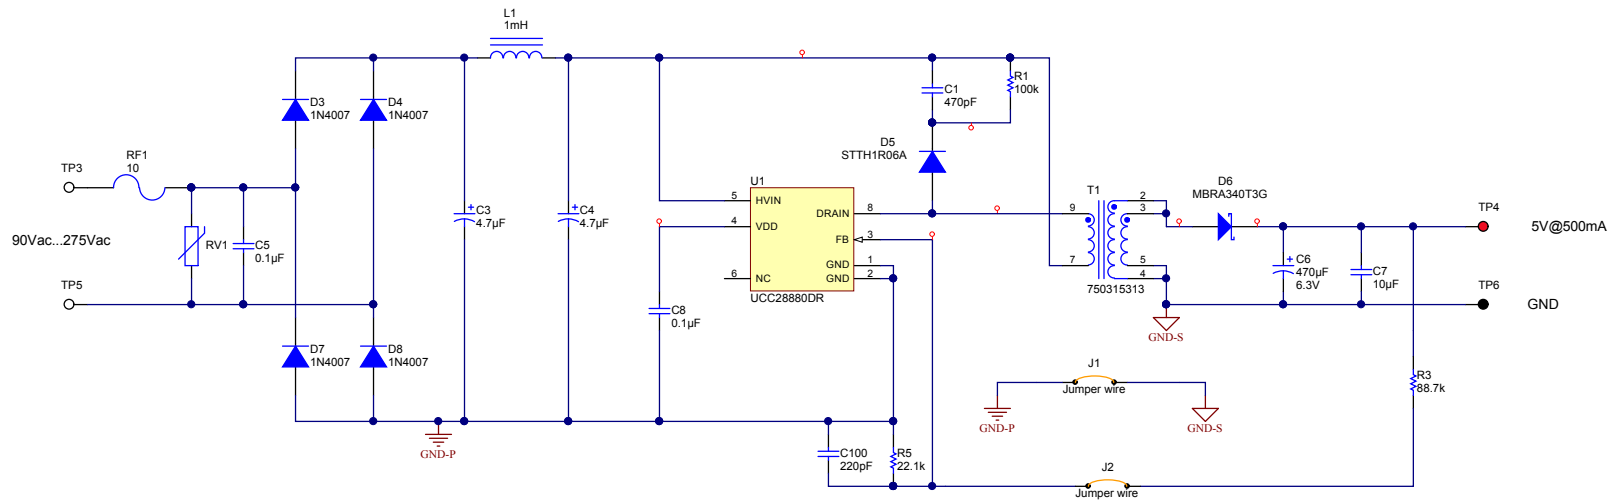 L1
1mH
D3
1N4007
D4
1N4007
C1
470pF
R1
100k
D5
STTH1R06A
TP3
RF1
10
90Vac...275Vac
RV1
C5
0.1µF
TP5
+
C3
4.7µF
+
C4
4.7µF
U1
5
HVIN
4
VDD
6
NC
DRAIN
8
FB
3
GND
1
GND
2
UCC28880DR
C8
0.1µF
T1
9
7
2
3
5
4
750315313
D6
MBRA340T3G
TP4
5V@500mA
+
C6
470µF
6.3V
C7
10µF
TP6
GND
GND-S
D7
1N4007
D8
1N4007
J1
Jumper wire
GND-P
GND-S
R3
88.7k
GND-P
C100
220pF
R5
22.1k
J2
Jumper wire